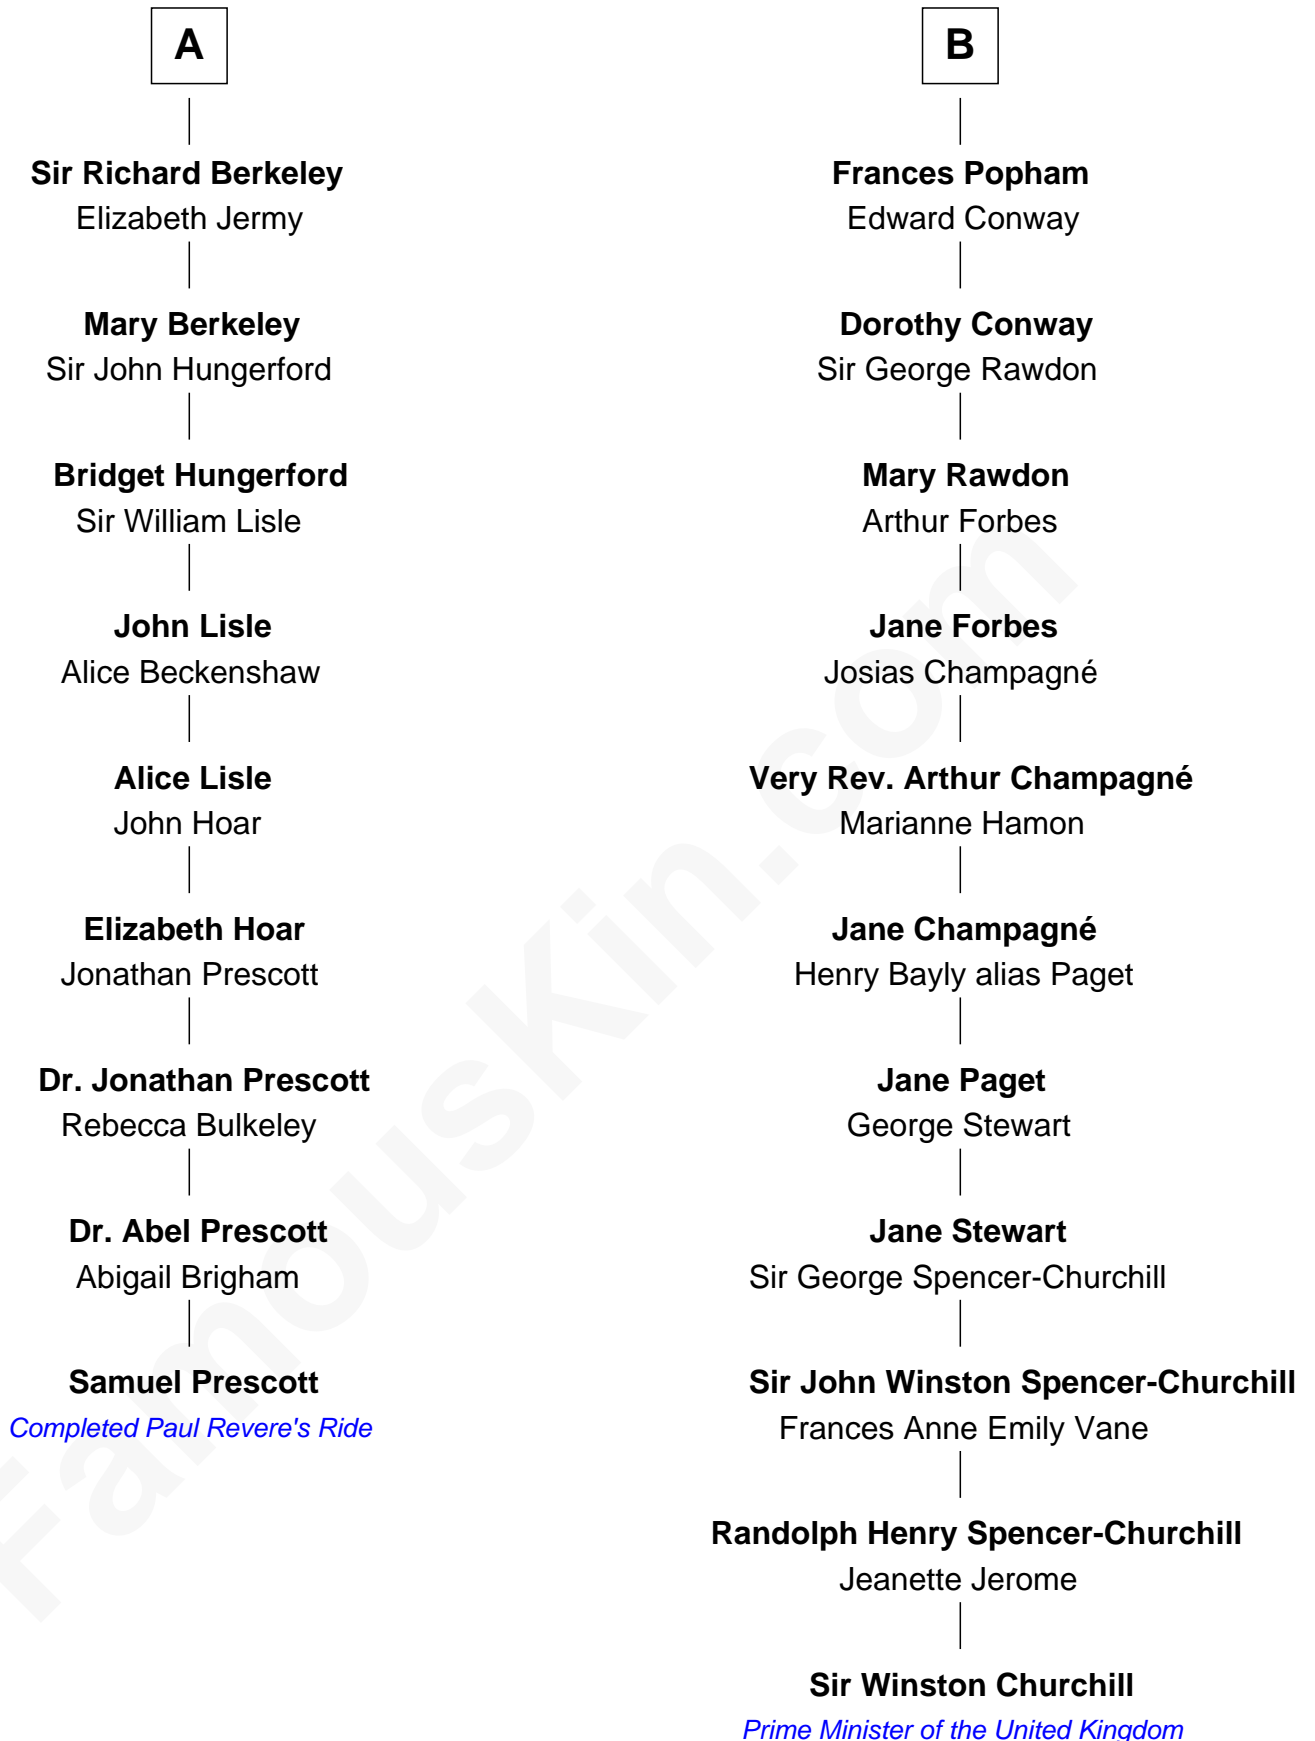 A
Sir Richard Berkeley
Elizabeth Jermy
Mary Berkeley
Sir John Hungerford
Bridget Hungerford
Sir William Lisle
John Lisle
Alice Beckenshaw
Alice Lisle
John Hoar
Elizabeth Hoar
Jonathan Prescott
Dr. Jonathan Prescott
Rebecca Bulkeley
Dr. Abel Prescott
Abigail Brigham
Samuel Prescott
Completed Paul Revere's Ride
B
Frances Popham
Edward Conway
Dorothy Conway
Sir George Rawdon
Mary Rawdon
Arthur Forbes
Jane Forbes
Josias Champagné
Very Rev. Arthur Champagné
Marianne Hamon
Jane Champagné
Henry Bayly alias Paget
Jane Paget
George Stewart
Jane Stewart
Sir George Spencer-Churchill
Sir John Winston Spencer-Churchill
Frances Anne Emily Vane
Randolph Henry Spencer-Churchill
Jeanette Jerome
Sir Winston Churchill
Prime Minister of the United Kingdom
FamousKin.com